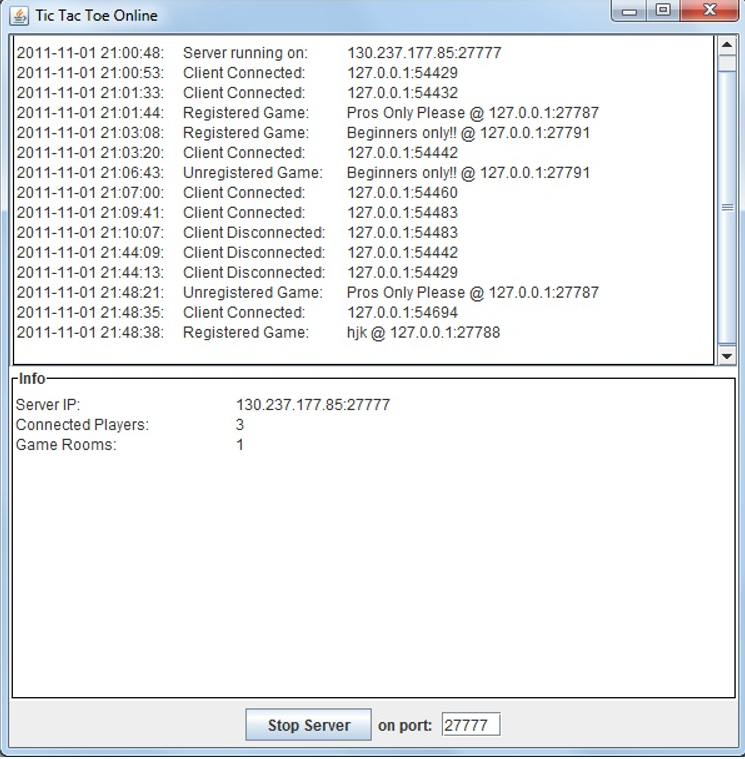 Tic Tac Toe Online
2011-11-01 21:00:48: Server running on: 130.237.177.85:27777
2011-11-01 21:00:53: Client Connected: 127.0.0.1:54429
2011-11-01 21:01:33: Client Connected: 127.0.0.1:54432
2011-11-01 21:01:44: Registered Game: Pros Only Please @ 127.0.0.1:27787
2011-11-01 21:03:08: Registered Game: Beginners only!! @ 127.0.0.1:27791
2011-11-01 21:03:20: Client Connected: 127.0.0.1:54442
2011-11-01 21:06:43: Unregistered Game: Beginners only!! @ 127.0.0.1:27791
2011-11-01 21:07:00: Client Connected: 127.0.0.1:54460
2011-11-01 21:09:41: Client Connected: 127.0.0.1:54483
2011-11-01 21:10:07: Client Disconnected: 127.0.0.1:54483
2011-11-01 21:44:09: Client Disconnected: 127.0.0.1:54442
2011-11-01 21:44:13: Client Disconnected: 127.0.0.1:54429
2011-11-01 21:48:21: Unregistered Game: Pros Only Please @ 127.0.0.1:27787
2011-11-01 21:48:35: Client Connected: 127.0.0.1:54694
2011-11-01 21:48:38: Registered Game: hjk @ 127.0.0.1:27788
Info
Server IP: 130.237.177.85:27777
Connected Players: 3
Game Rooms: 1
Stop Server on port: 27777